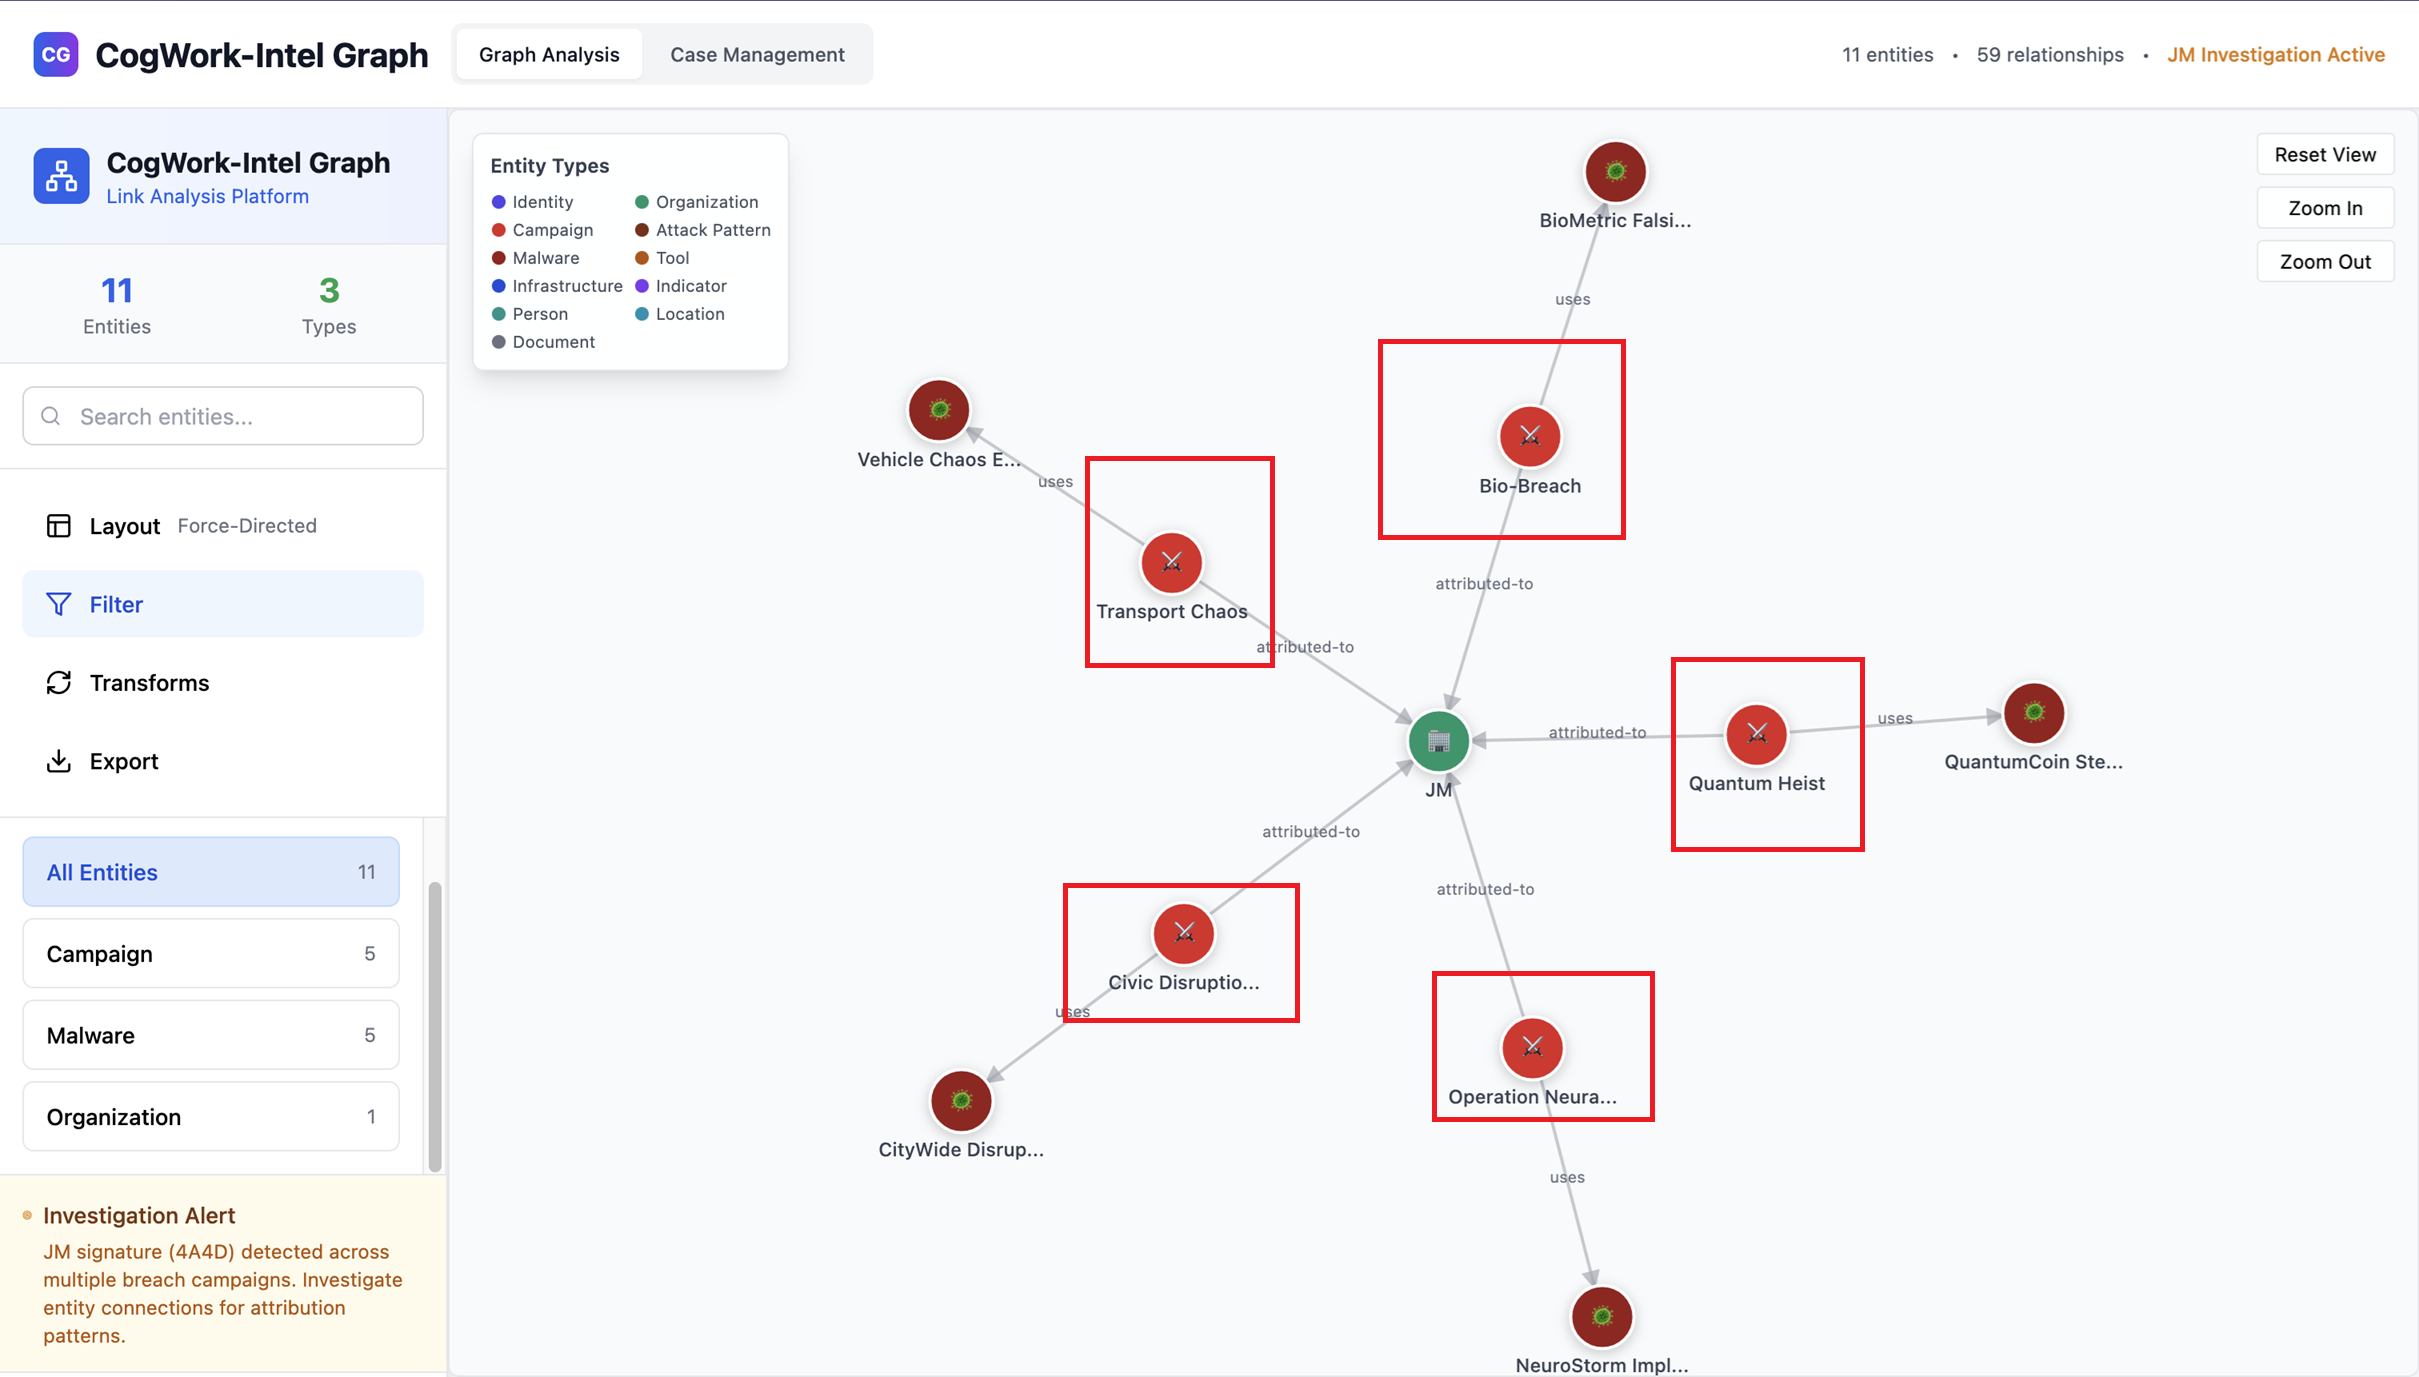 CG CogWork-Intel Graph Graph Analysis Case Management 11 entities • 59 relationships • JM Investigation Active
CogWork-Intel Graph
Link Analysis Platform
11
Entities
3
Types
Search entities...
Layout Force-Directed
Filter
Transforms
Export
All Entities 11
Campaign 5
Malware 5
Organization 1
Investigation Alert
JM signature (4A4D) detected across
multiple breach campaigns. Investigate
entity connections for attribution
patterns.
Entity Types
Identity Organization
Campaign Attack Pattern
Malware Tool
Infrastructure Indicator
Person Location
Document
Reset View
Zoom In
Zoom Out
BioMetric Falsi...
uses
Bio-Breach
attributed-to
Vehicle Chaos E...
uses
Transport Chaos
attributed-to
JM
attributed-to
Quantum Heist
uses
QuantumCoin Ste...
attributed-to
Civic Disruptio...
uses
CityWide Disrup...
attributed-to
Operation Neura...
uses
NeuroStorm Impl...